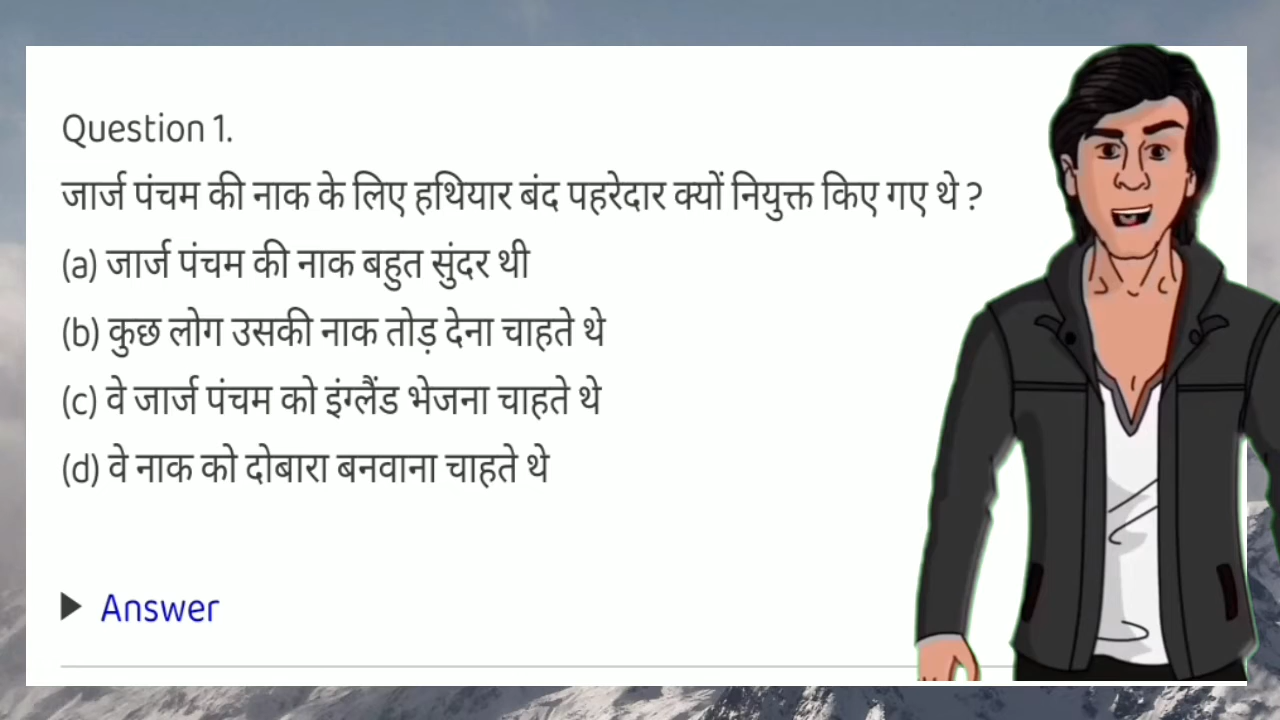 Question 1.
जार्ज पंचम की नाक के लिए हथियार बंद पहरेदार क्यों नियुक्त किए गए थे ?
(a) जार्ज पंचम की नाक बहुत सुंदर थी
(b) कुछ लोग उसकी नाक तोड़ देना चाहते थे
(c) वे जार्ज पंचम को इंग्लैंड भेजना चाहते थे
(d) वे नाक को दोबारा बनवाना चाहते थे
Answer